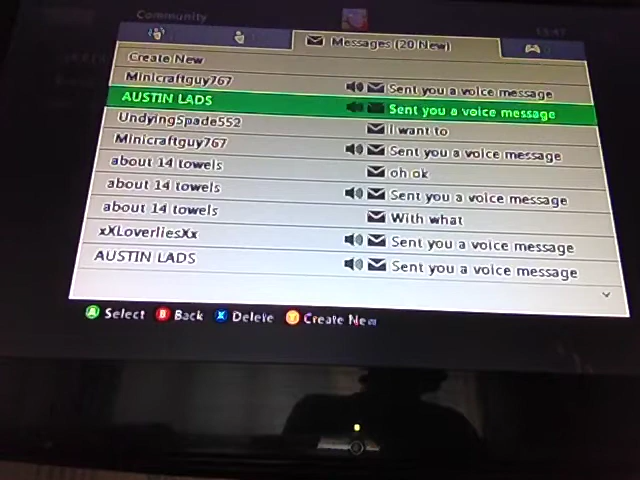 Community
13:47
Messages (20 New)
Create New
Minicraftguy767 Sent you a voice message
AUSTIN LADS Sent you a voice message
UndyingSpade552 I want to
Minicraftguy767 Sent you a voice message
about 14 towels oh ok
about 14 towels Sent you a voice message
about 14 towels With what
xXLoverliesXx Sent you a voice message
AUSTIN LADS Sent you a voice message
A Select B Back X Delete Y Create New